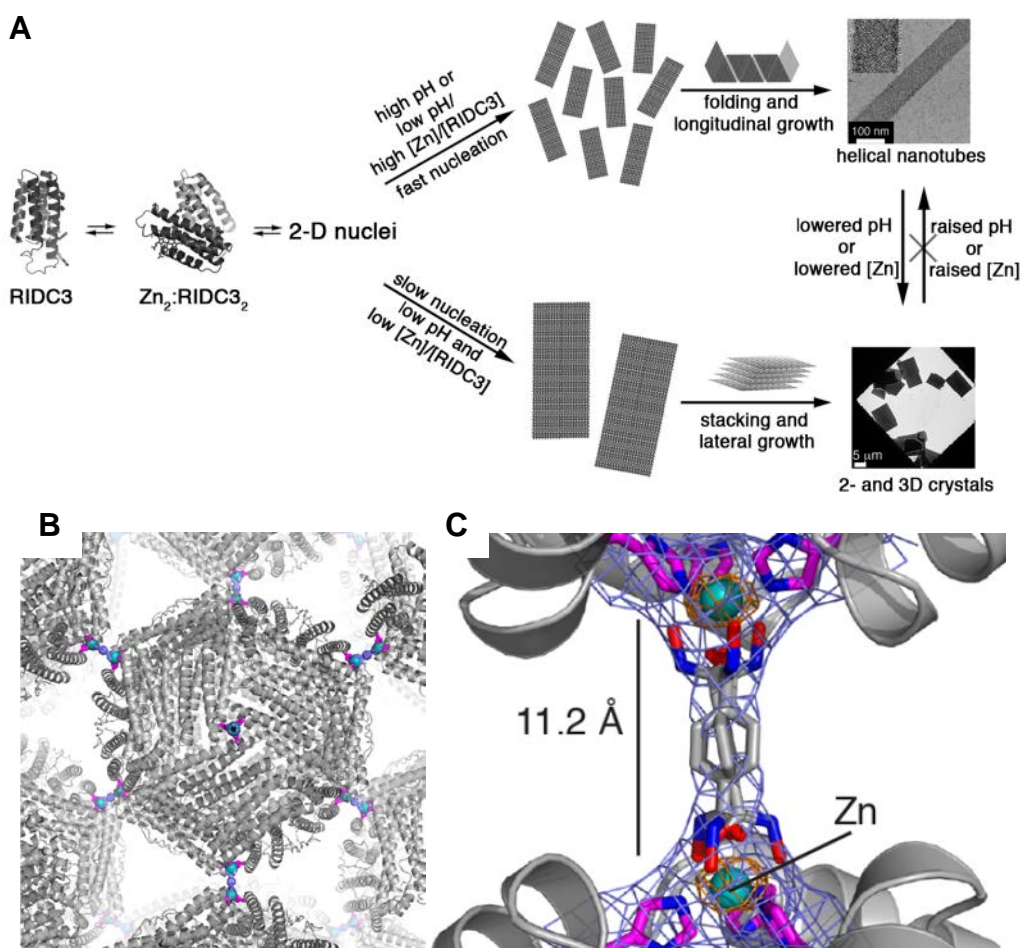 A
high pH or
low pH/
high [Zn]/[RIDC3]
fast nucleation
folding and
longitudinal growth
100 nm
helical nanotubes
RIDC3
Zn2:RIDC32
2-D nuclei
lowered pH
or
lowered [Zn]
raised pH
or
raised [Zn]
slow nucleation
low pH and
low [Zn]/[RIDC3]
stacking and
lateral growth
5 μm
2- and 3D crystals
B
C
11.2 Å
Zn